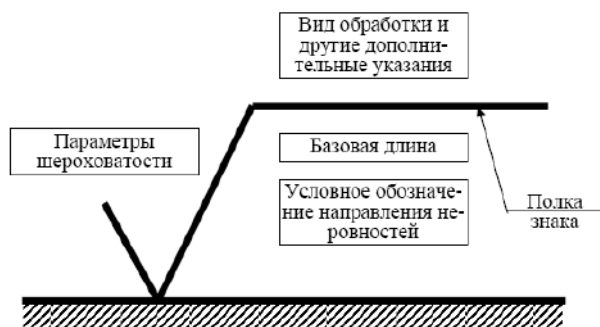 Вид обработки и
другие дополни-
тельные указания
Параметры
шероховатости
Базовая длина
Условное обозначе-
ние направления не-
ровностей
Полка
знака